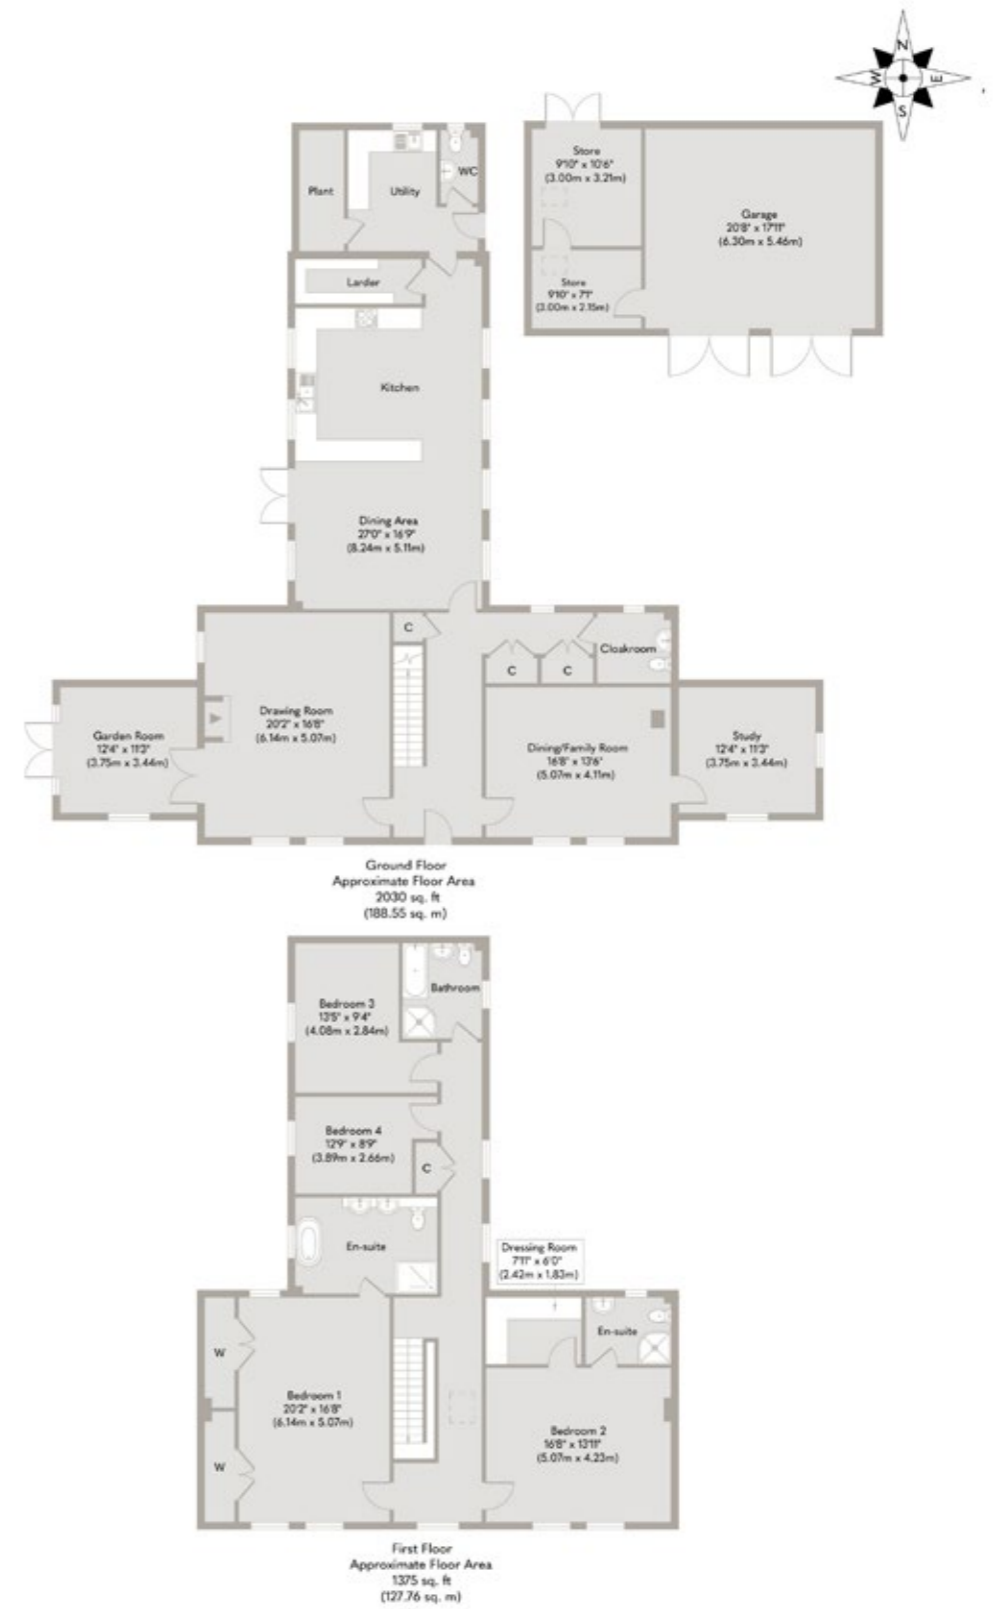 N
W
E
S
Store
9'10" x 10'6"
(3.00m x 3.21m)
Garage
20'8" x 17'11"
(6.30m x 5.46m)
Store
9'10" x 7'1"
(3.00m x 2.15m)
Plant
Utility
WC
Larder
Kitchen
Dining Area
27'0" x 16'9"
(8.24m x 5.11m)
C
Cloakroom
C
C
Drawing Room
20'2" x 16'8"
(6.14m x 5.07m)
Garden Room
12'4" x 11'3"
(3.75m x 3.44m)
Dining/Family Room
16'8" x 13'6"
(5.07m x 4.11m)
Study
12'4" x 11'3"
(3.75m x 3.44m)
Ground Floor
Approximate Floor Area
2030 sq. ft
(188.55 sq. m)
Bathroom
Bedroom 3
13'5" x 9'4"
(4.08m x 2.84m)
Bedroom 4
12'9" x 8'9"
(3.89m x 2.66m)
C
En-suite
Dressing Room
7'11" x 6'0"
(2.42m x 1.83m)
En-suite
W
Bedroom 1
20'2" x 16'8"
(6.14m x 5.07m)
W
Bedroom 2
16'8" x 13'11"
(5.07m x 4.23m)
First Floor
Approximate Floor Area
1375 sq. ft
(127.76 sq. m)